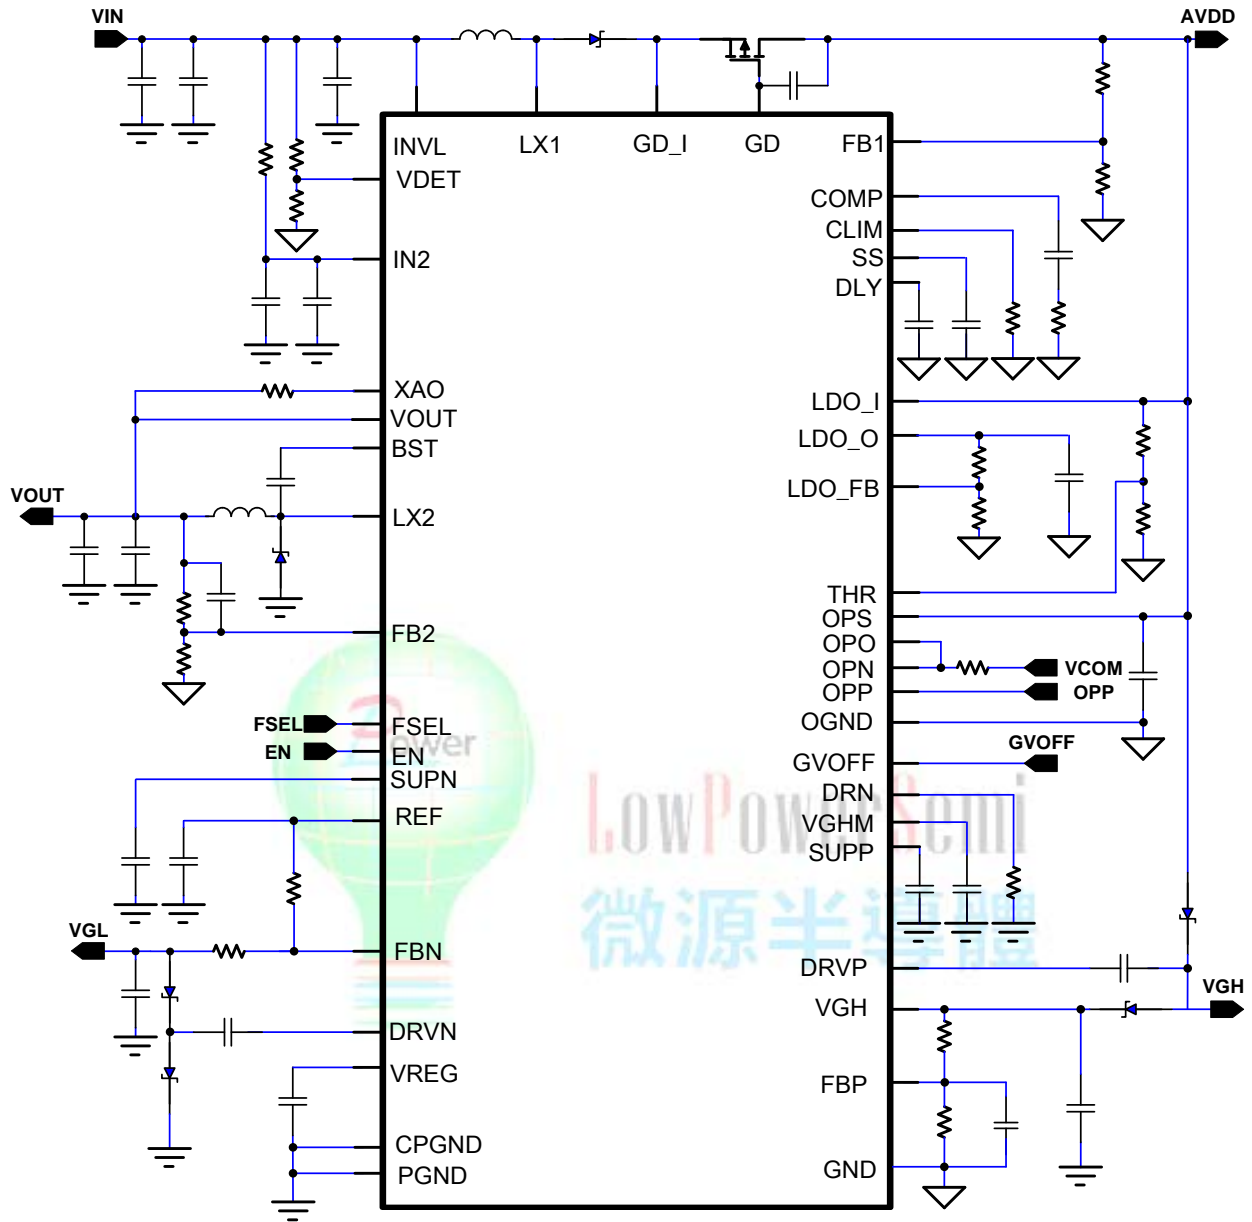 VIN
AVDD
INVL
LX1
GD_I
GD
FB1
VDET
COMP
CLIM
SS
IN2
DLY
XAO
LDO_I
VOUT
LDO_O
BST
LDO_FB
VOUT
LX2
THR
OPS
FB2
OPO
OPN
VCOM
OPP
OPP
FSEL
FSEL
OGND
Power
EN
EN
GVOFF
GVOFF
SUPN
DRN
REF
VGHM
LowPowerSemi
SUPP
微源半導體
VGL
FBN
DRVP
VGH
VGH
DRVN
VREG
FBP
CPGND
PGND
GND